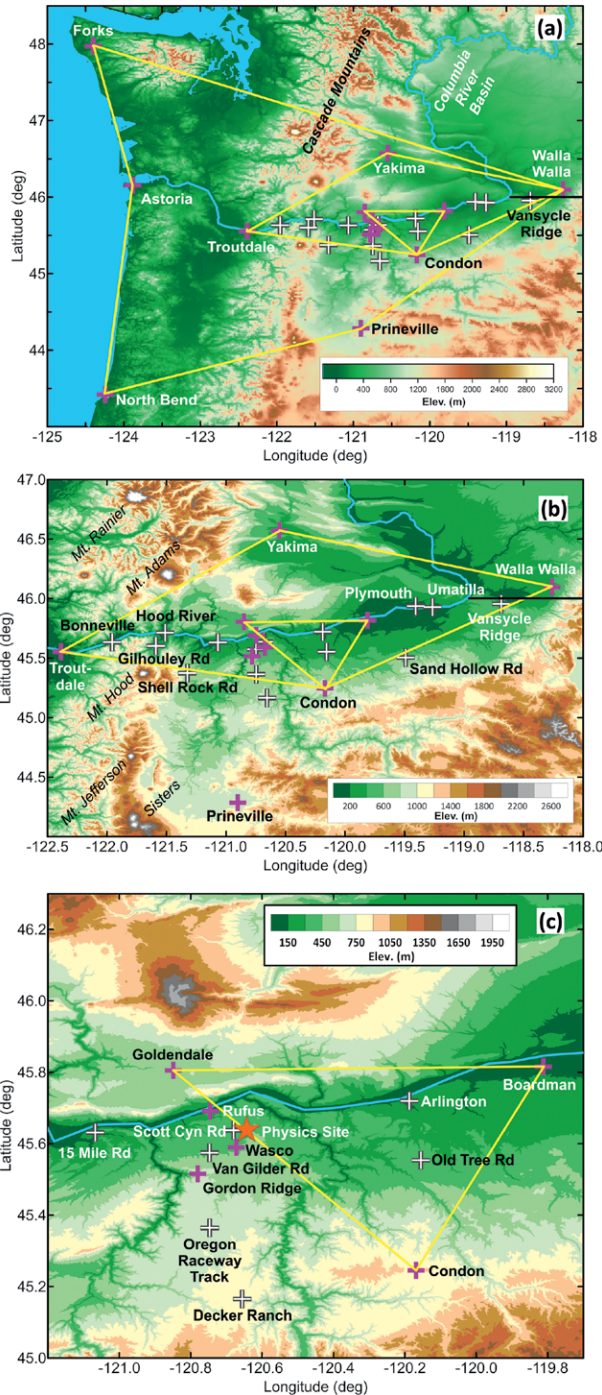 (a)
Forks
Cascade Mountains
Columbia
River
Basin
Yakima
Walla
Walla
Astoria
Troutdale
Vansycle
Ridge
Condon
Prineville
North Bend
0 400 800 1200 1600 2000 2400 2800 3200
Elev. (m)
48
47
46
45
44
Latitude (deg)
-125 -124 -123 -122 -121 -120 -119 -118
Longitude (deg)
(b)
Mt. Rainier
Mt. Adams
Yakima
Walla Walla
Plymouth
Umatilla
Bonneville
Hood River
Vansycle
Ridge
Trout-
dale
Gilhouley Rd
Sand Hollow Rd
Mt. Hood
Shell Rock Rd
Condon
Mt. Jefferson
Sisters
Prineville
200 600 1000 1400 1800 2200 2600
Elev. (m)
47.0
46.5
46.0
45.5
45.0
44.5
Latitude (deg)
-122.0 -121.5 -121.0 -120.5 -120.0 -119.5 -119.0 -118.5 -118.0
Longitude (deg)
(c)
150 450 750 1050 1350 1650 1950
Elev. (m)
Goldendale
Boardman
Rufus
Arlington
Scott Cyn Rd
Physics Site
15 Mile Rd
Wasco
Van Gilder Rd
Old Tree Rd
Gordon Ridge
Oregon
Raceway
Track
Condon
Decker Ranch
46.2
46.0
45.8
45.6
45.4
45.2
45.0
Latitude (deg)
-121.0 -120.8 -120.6 -120.4 -120.2 -120.0 -119.8
Longitude (deg)